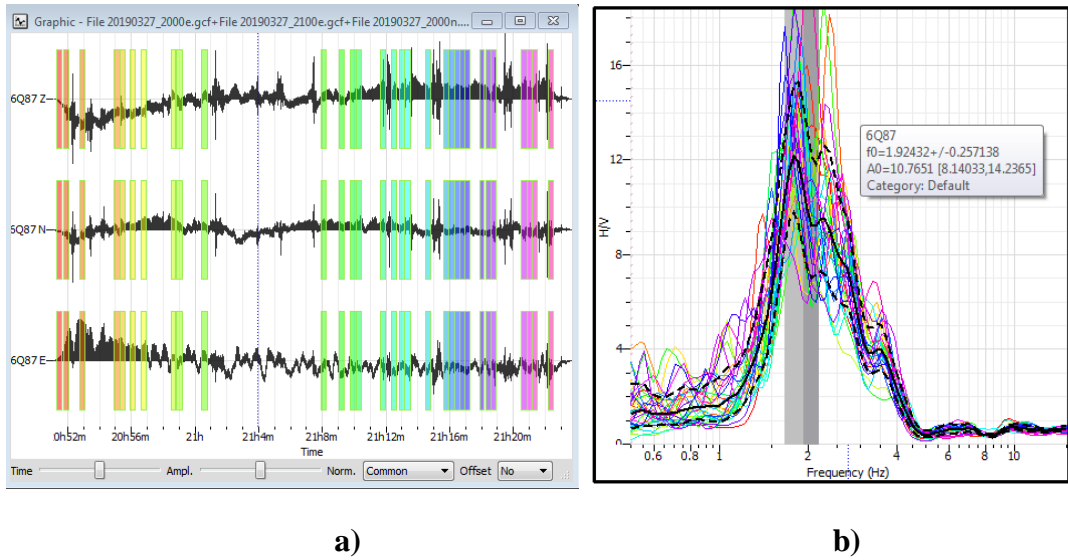 Graphic - File 20190327_2000e.gcf+File 20190327_2100e.gcf+File 20190327_2000n....
6Q87 Z
6Q87 N
6Q87 E
0h52m 20h56m 21h 21h4m 21h8m 21h12m 21h16m 21h20m
Time
Time Ampl. Norm. Common Offset No
a)
16
12
8
4
0
H/V
6Q87
f0=1.92432+/-0.257138
A0=10.7651 [8.14033,14.2365]
Category: Default
0.6 0.8 1 2 4 6 8 10
Frequency (Hz)
b)